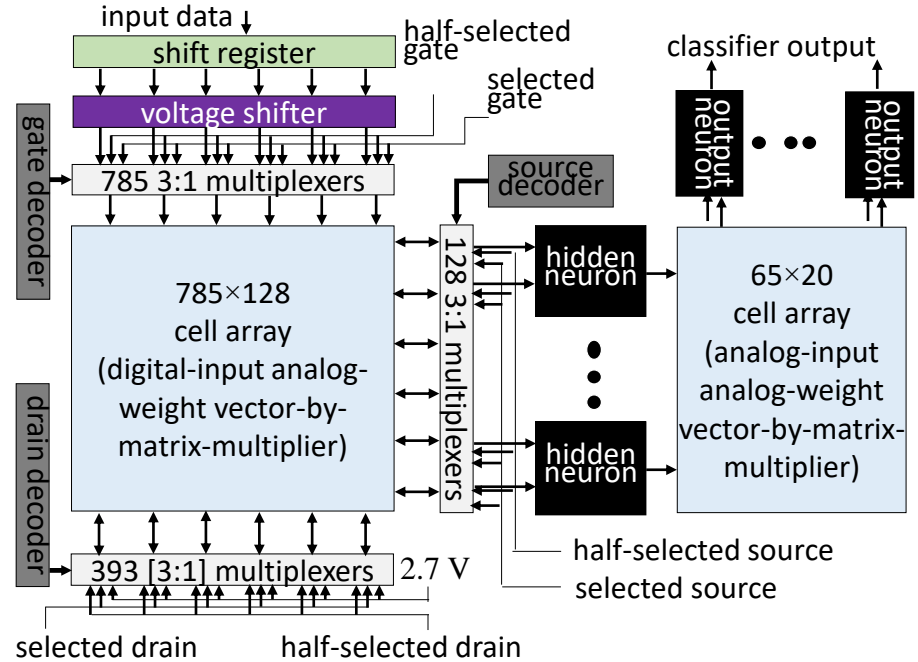 input data
shift register
half-selected
gate
selected
gate
voltage shifter
785 3:1 multiplexers
gate decoder
source
decoder
classifier output
output
neuron
output
neuron
785×128
cell array
(digital-input analog-
weight vector-by-
matrix-multiplier)
128 3:1 multiplexers
hidden
neuron
hidden
neuron
65×20
cell array
(analog-input
analog-weight
vector-by-matrix-
multiplier)
drain decoder
393 [3:1] multiplexers
2.7 V
half-selected source
selected source
selected drain
half-selected drain